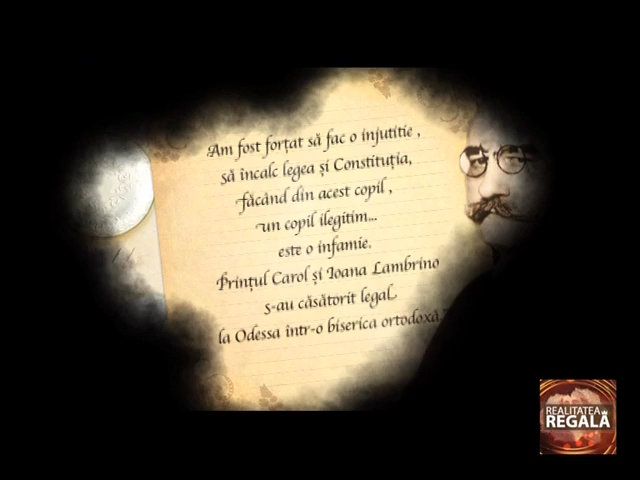 Am fost forțat să fac o injutitie ,
să încalc legea și Constituția,
făcând din acest copil ,
un copil ilegitim...
este o infamie.
Prințul Carol și Ioana Lambrino
s-au căsătorit legal
la Odessa într-o biserica ortodoxă
REALITATEA
REGALĂ